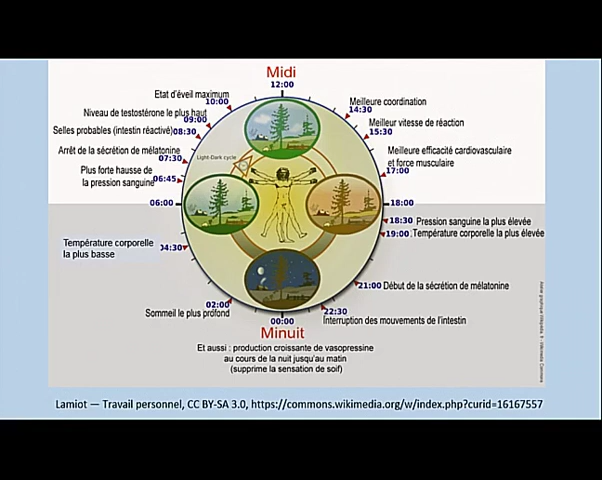 Midi
12:00
Etat d'éveil maximum
10:00
Niveau de testostérone le plus haut
09:00
Selles probables (intestin réactivé)
08:30
Arrêt de la sécrétion de mélatonine
07:30
Plus forte hausse de
la pression sanguine
06:45
06:00
Température corporelle
la plus basse
04:30
02:00
Sommeil le plus profond
Light-Dark cycle
Meilleure coordination
14:30
Meilleur vitesse de réaction
15:30
Meilleure efficacité cardiovasculaire
et force musculaire
17:00
18:00
18:30 Pression sanguine la plus élevée
19:00 Température corporelle la plus élevée
21:00 Début de la sécrétion de mélatonine
22:30
Interruption des mouvements de l'intestin
00:00
Minuit
Et aussi : production croissante de vasopressine
au cours de la nuit jusqu'au matin
(supprime la sensation de soif)
Lamiot — Travail personnel, CC BY-SA 3.0, https://commons.wikimedia.org/w/index.php?curid=16167557